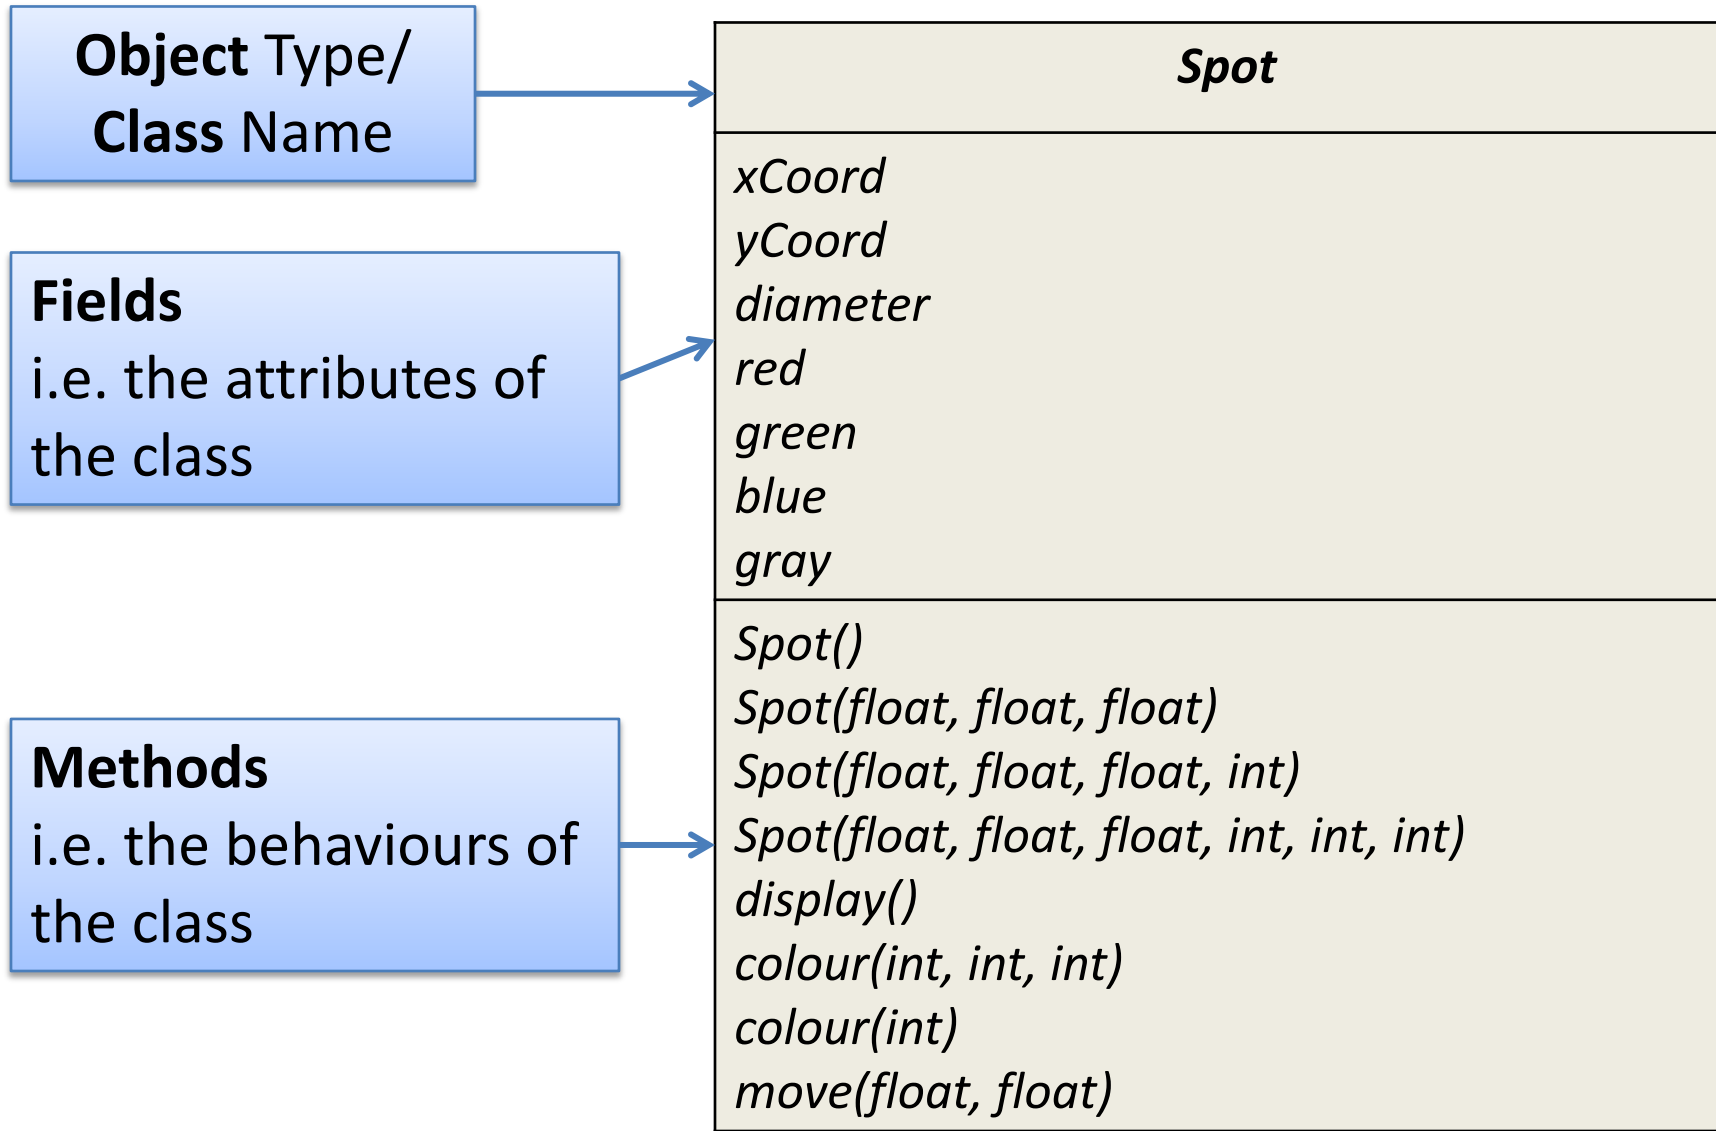 Object Type/
Class Name
Spot
Fields
i.e. the attributes of
the class
xCoord
yCoord
diameter
red
green
blue
gray
Methods
i.e. the behaviours of
the class
Spot()
Spot(float, float, float)
Spot(float, float, float, int)
Spot(float, float, float, int, int, int)
display()
colour(int, int, int)
colour(int)
move(float, float)